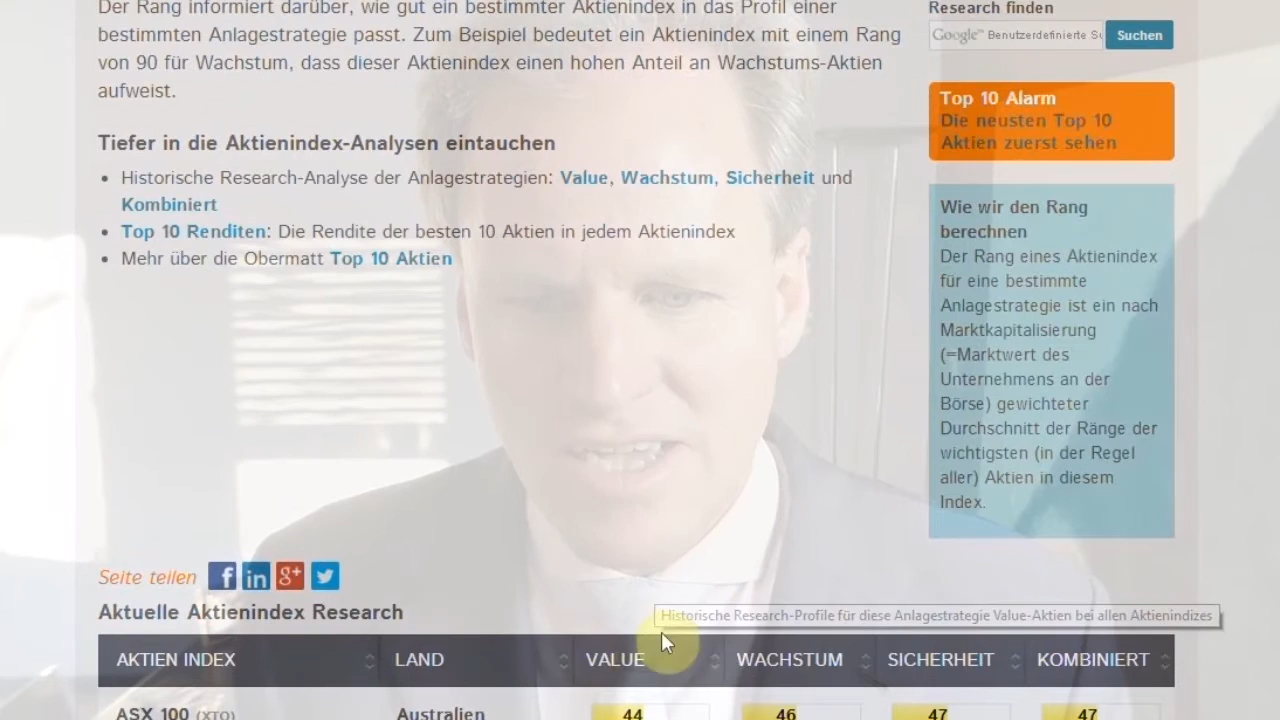 Der Rang informiert darüber, wie gut ein bestimmter Aktienindex in das Profil einer
bestimmten Anlagestrategie passt. Zum Beispiel bedeutet ein Aktienindex mit einem Rang
von 90 für Wachstum, dass dieser Aktienindex einen hohen Anteil an Wachstums-Aktien
aufweist.
Tiefer in die Aktienindex-Analysen eintauchen
• Historische Research-Analyse der Anlagestrategien: Value, Wachstum, Sicherheit und
Kombiniert
• Top 10 Renditen: Die Rendite der besten 10 Aktien in jedem Aktienindex
• Mehr über die Obermatt Top 10 Aktien
Research finden
Google™ Benutzerdefinierte Su
Suchen
Top 10 Alarm
Die neusten Top 10
Aktien zuerst sehen
Wie wir den Rang
berechnen
Der Rang eines Aktienindex
für eine bestimmte
Anlagestrategie ist ein nach
Marktkapitalisierung
(=Marktwert des
Unternehmens an der
Börse) gewichteter
Durchschnitt der Ränge der
wichtigsten (in der Regel
aller) Aktien in diesem
Index.
Seite teilen f in g+
Aktuelle Aktienindex Research
Historische Research-Profile für diese Anlagestrategie Value-Aktien bei allen Aktienindizes
AKTIEN INDEX LAND VALUE WACHSTUM SICHERHEIT KOMBINIERT
ASX 100 (XTO) Australien 44 46 47 47